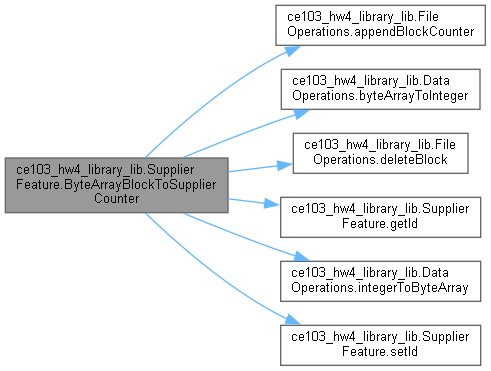 ce103_hw4_library_lib.File
Operations.appendBlockCounter
ce103_hw4_library_lib.Data
Operations.byteArrayToInteger
ce103_hw4_library_lib.File
Operations.deleteBlock
ce103_hw4_library_lib.Supplier
Feature.ByteArrayBlockToSupplier
Counter
ce103_hw4_library_lib.Supplier
Feature.getId
ce103_hw4_library_lib.Data
Operations.integerToByteArray
ce103_hw4_library_lib.Supplier
Feature.setId